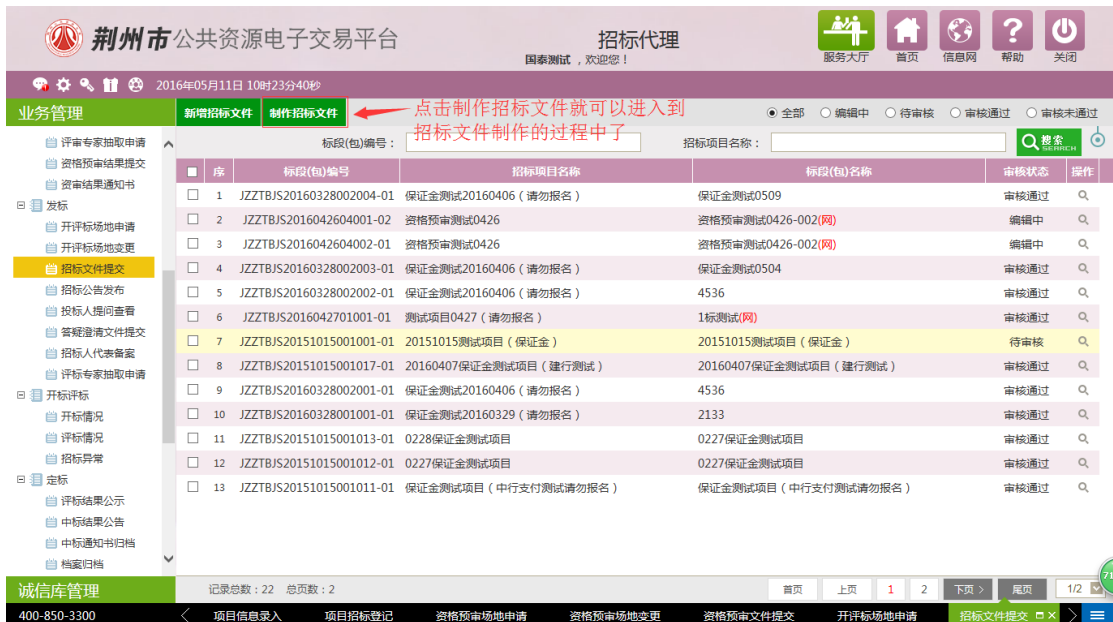 荆州市公共资源电子交易平台
招标代理
国泰测试 ，欢迎您！
服务大厅 首页 信息网 帮助 关闭
2016年05月11日 10时23分40秒
业务管理
新增招标文件 制作招标文件
点击制作招标文件就可以进入到
招标文件制作的过程中了
全部 编辑中 待审核 审核通过 审核未通过
标段(包)编号： 招标项目名称： 搜索 SEARCH
评审专家抽取申请
资格预审结果提交
资审结果通知书
发标
开评标场地申请
开评标场地变更
招标文件提交
招标公告发布
投标人提问查看
答疑澄清文件提交
招标人代表备案
评标专家抽取申请
开标评标
开标情况
评标情况
招标异常
定标
评标结果公示
中标结果公告
中标通知书归档
档案归档
诚信库管理
序 标段(包)编号 招标项目名称 标段(包)名称 审核状态 操作
1 JZZTBJS20160328002004-01 保证金测试20160406（请勿报名） 保证金测试0509 审核通过
2 JZZTBJS2016042604001-02 资格预审测试0426 资格预审测试0426-002(网) 编辑中
3 JZZTBJS2016042604002-01 资格预审测试0426 资格预审测试0426-002(网) 编辑中
4 JZZTBJS20160328002003-01 保证金测试20160406（请勿报名） 保证金测试0504 审核通过
5 JZZTBJS20160328002002-01 保证金测试20160406（请勿报名） 4536 审核通过
6 JZZTBJS2016042701001-01 测试项目0427（请勿报名） 1标测试(网) 审核通过
7 JZZTBJS20151015001001-01 20151015测试项目（保证金） 20151015测试项目（保证金） 待审核
8 JZZTBJS20151015001017-01 20160407保证金测试项目（建行测试） 20160407保证金测试项目（建行测试） 审核通过
9 JZZTBJS20160328002001-01 保证金测试20160406（请勿报名） 4536 审核通过
10 JZZTBJS20160328001001-01 保证金测试20160329（请勿报名） 2133 审核通过
11 JZZTBJS20151015001013-01 0228保证金测试项目 0227保证金测试项目 审核通过
12 JZZTBJS20151015001012-01 0227保证金测试项目 0227保证金测试项目 审核通过
13 JZZTBJS20151015001011-01 保证金测试项目（中行支付测试请勿报名） 保证金测试项目（中行支付测试请勿报名） 审核通过
记录总数：22 总页数：2 首页 上页 1 2 下页 尾页 1/2
71
400-850-3300 项目信息录入 项目招标登记 资格预审场地申请 资格预审场地变更 资格预审文件提交 开评标场地申请 招标文件提交